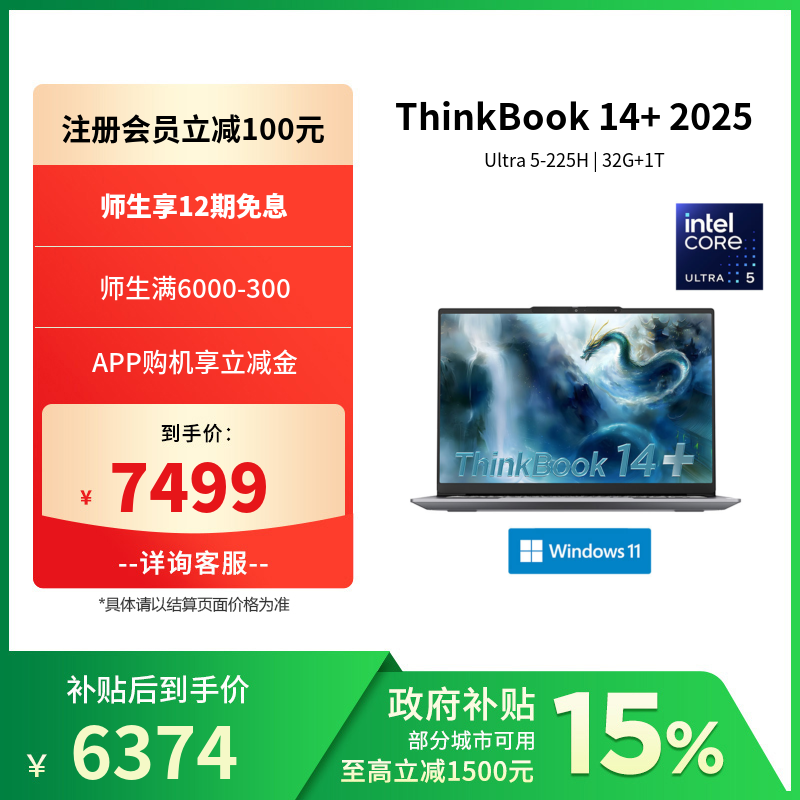 注册会员立减100元
师生享12期免息
师生满6000-300
APP购机享立减金
到手价：
¥ 7499
--详询客服--
*具体请以结算页面价格为准
ThinkBook 14+ 2025
Ultra 5-225H | 32G+1T
intel
CORE
ULTRA 5
ThinkBook 14+
Windows 11
补贴后到手价
¥ 6374
政府补贴
部分城市可用
至高立减1500元
15%